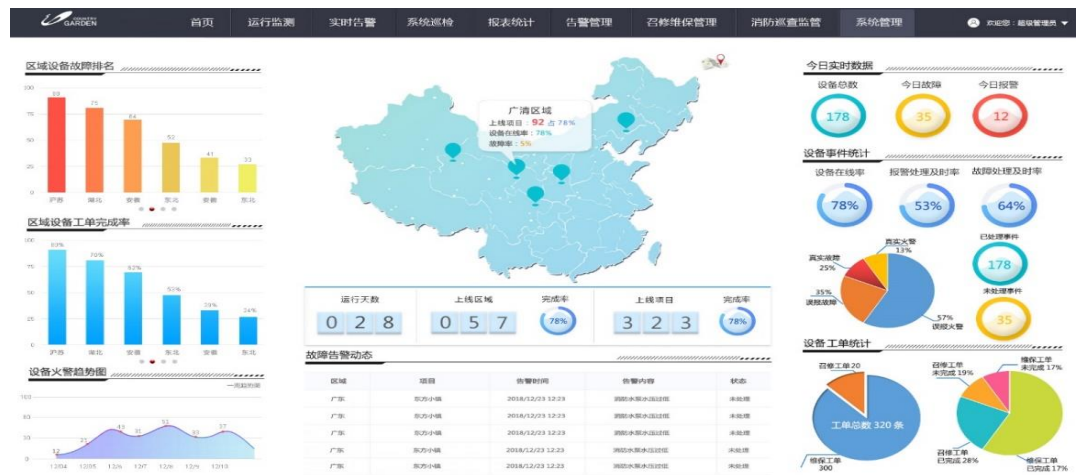 COUNTRY GARDEN
首页 运行监测 实时告警 系统巡检 报表统计 告警管理 召修维保管理 消防巡查监管 系统管理 欢迎您：超级管理员
区域设备故障排名
100
75
50
25
0
75
64
53
41
33
沪苏 湖北 安徽 东北 安徽 东北
区域设备工单完成率
100
75
50
25
0
53%
沪苏 湖北 安徽 东北 安徽 东北
设备火警趋势图
100
12/04 12/05 12/6 12/7 12/8 12/9 12/10
广清区域
上线项目：92 占 78%
设备在线率：78%
故障率：5%
运行天数
0 2 8
上线区域
0 5 7
完成率
78%
上线项目
3 2 3
完成率
78%
故障告警动态
区域 项目 告警时间 告警内容 状态
广东 东方小镇 2018/12/23 12:23 消防水泵水压过低 未处理
广东 东方小镇 2018/12/23 12:23 消防水泵水压过低 未处理
广东 东方小镇 2018/12/23 12:23 消防水泵水压过低 未处理
广东 东方小镇 2018/12/23 12:23 消防水泵水压过低 未处理
广东 东方小镇 2018/12/23 12:23 消防水泵水压过低 未处理
今日实时数据
设备总数 今日故障 今日报警
178 35 12
设备事件统计
设备在线率 报警处理及时率 故障处理及时率
78% 53% 64%
真实火警
13%
真实故障
25%
35%
误报故障
57%
误报火警
已处理事件
178
未处理事件
35
设备工单统计
召修工单20
工单总数 320 条
维保工单
300
召修工单
未完成 19%
维保工单
未完成 17%
召修工单
已完成 28%
维保工单
已完成 17%